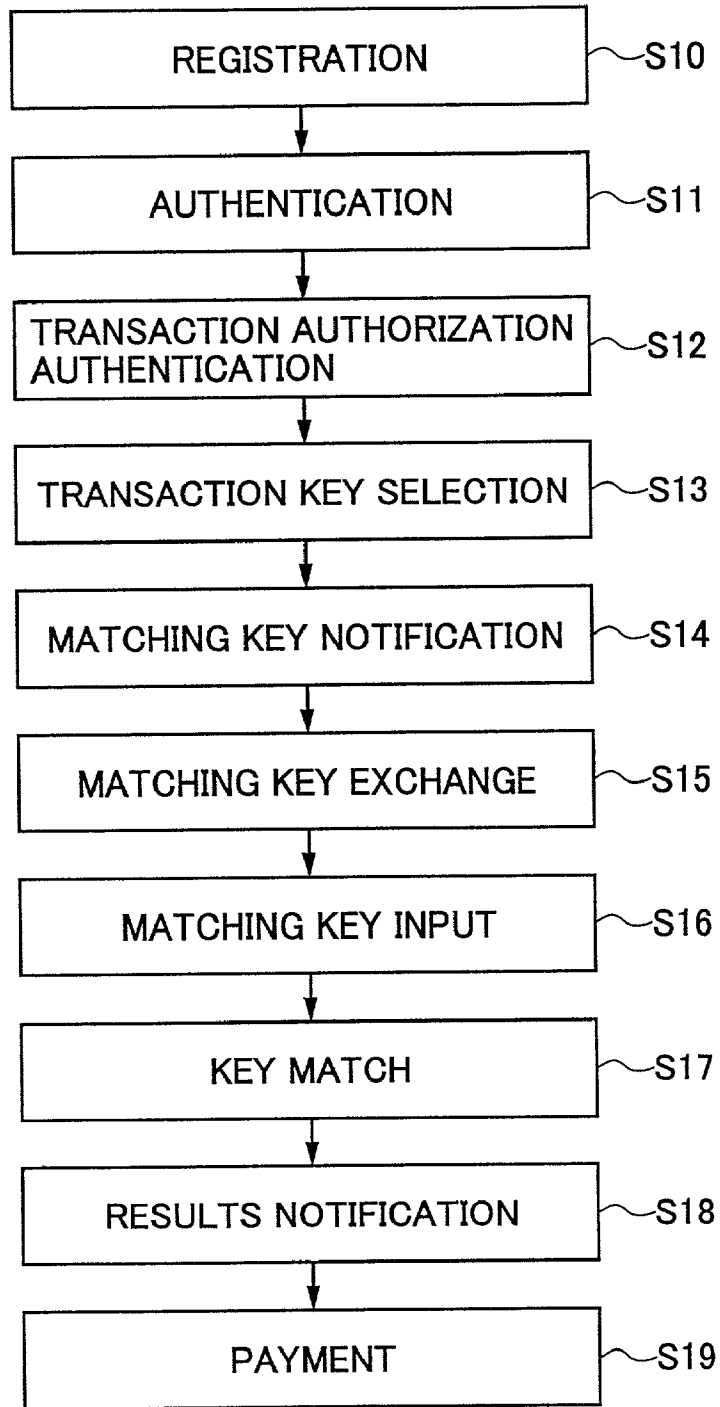 REGISTRATION S10
AUTHENTICATION S11
TRANSACTION AUTHORIZATION
AUTHENTICATION S12
TRANSACTION KEY SELECTION S13
MATCHING KEY NOTIFICATION S14
MATCHING KEY EXCHANGE S15
MATCHING KEY INPUT S16
KEY MATCH S17
RESULTS NOTIFICATION S18
PAYMENT S19